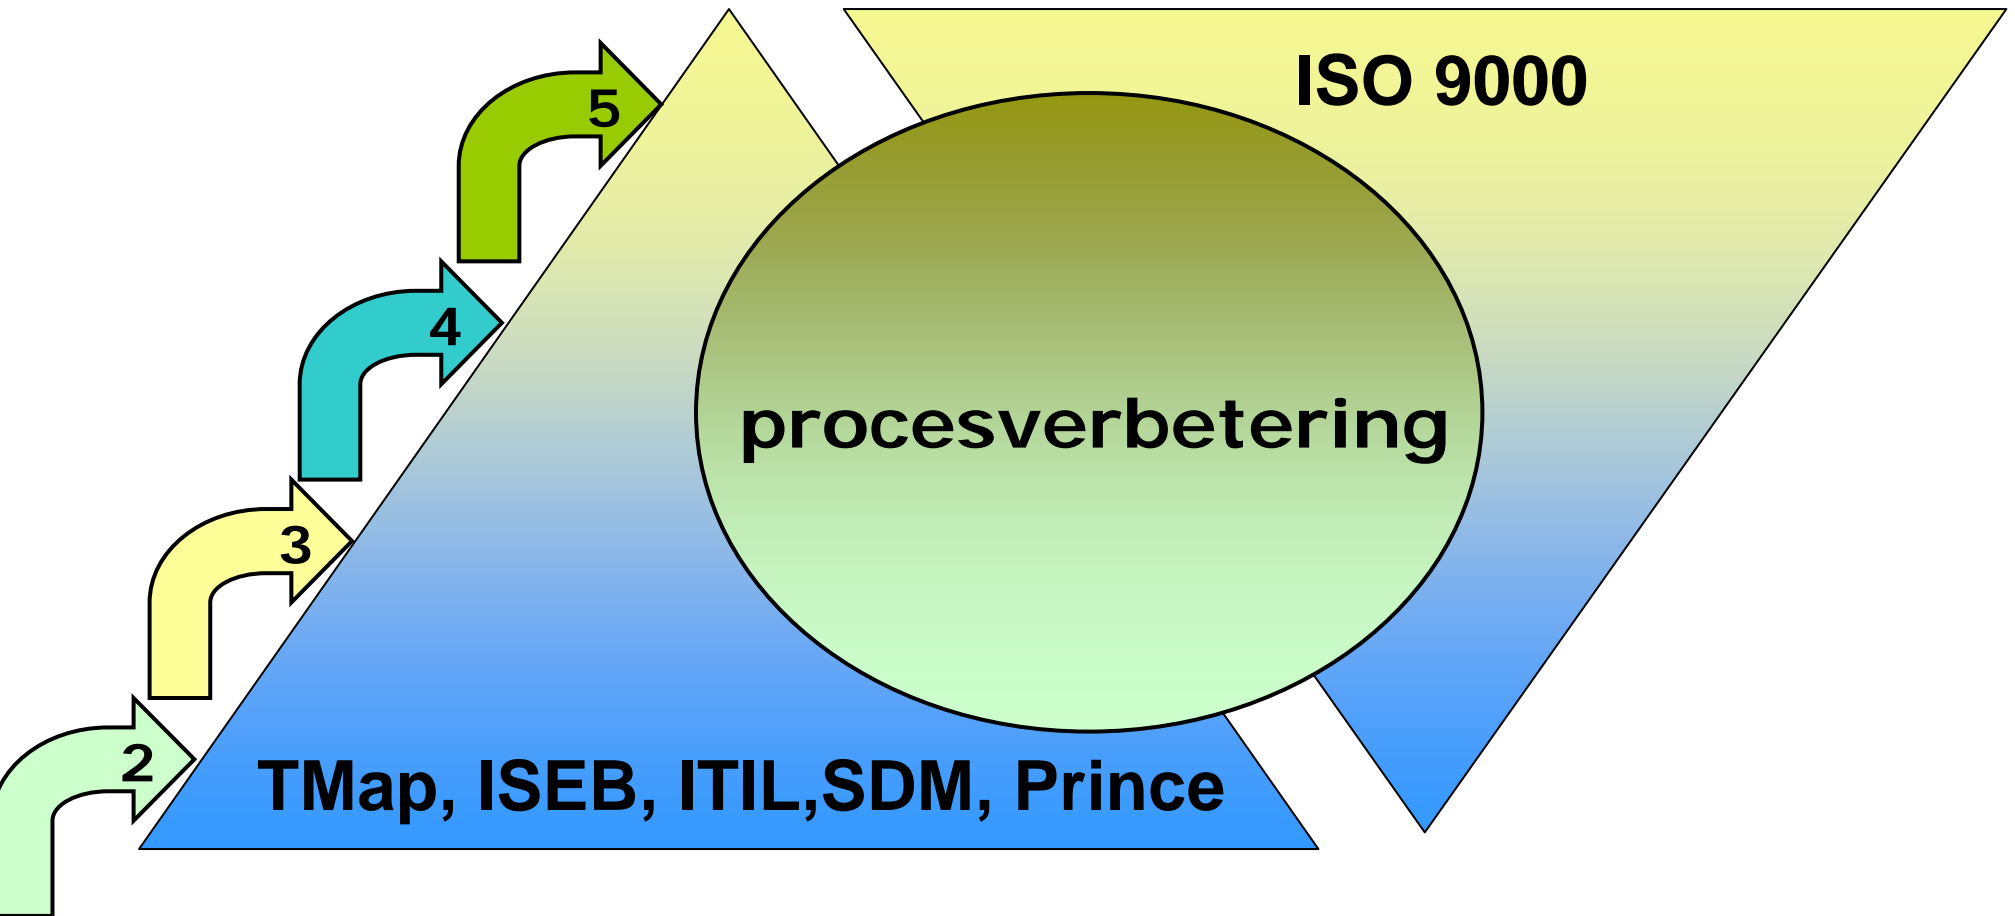 ISO 9000
5
4
procesverbetering
3
2
TMap, ISEB, ITIL,SDM, Prince